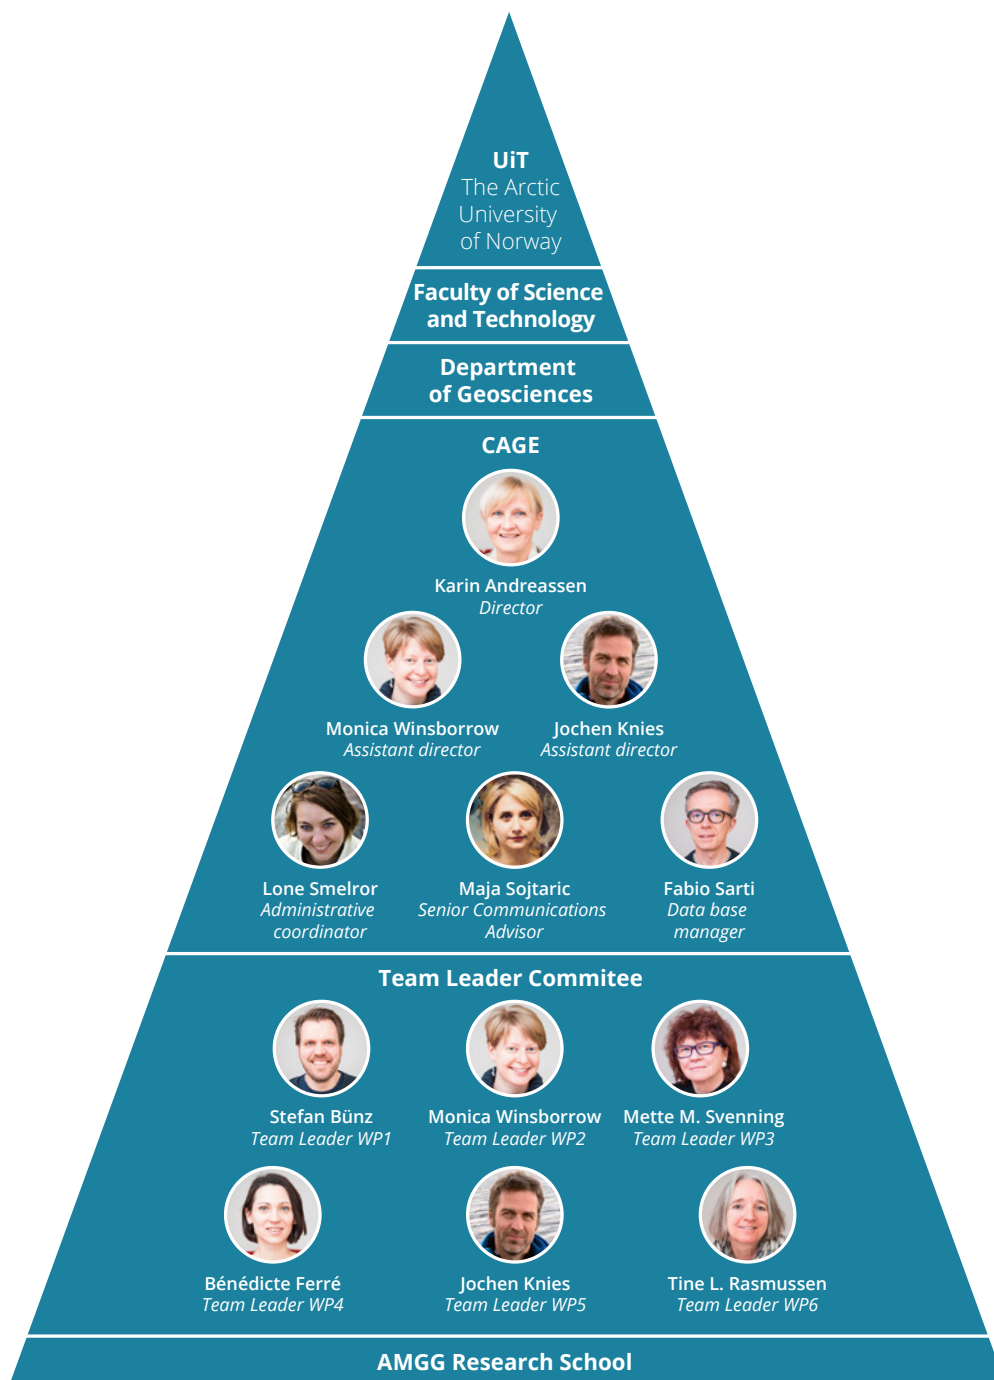 UiT
The Arctic
University
of Norway
Faculty of Science
and Technology
Department
of Geosciences
CAGE
Karin Andreassen
Director
Monica Winsborrow
Assistant director
Jochen Knies
Assistant director
Lone Smelror
Administrative
coordinator
Maja Sojtaric
Senior Communications
Advisor
Fabio Sarti
Data base
manager
Team Leader Commitee
Stefan Bünz
Team Leader WP1
Monica Winsborrow
Team Leader WP2
Mette M. Svenning
Team Leader WP3
Bénédicte Ferré
Team Leader WP4
Jochen Knies
Team Leader WP5
Tine L. Rasmussen
Team Leader WP6
AMGG Research School